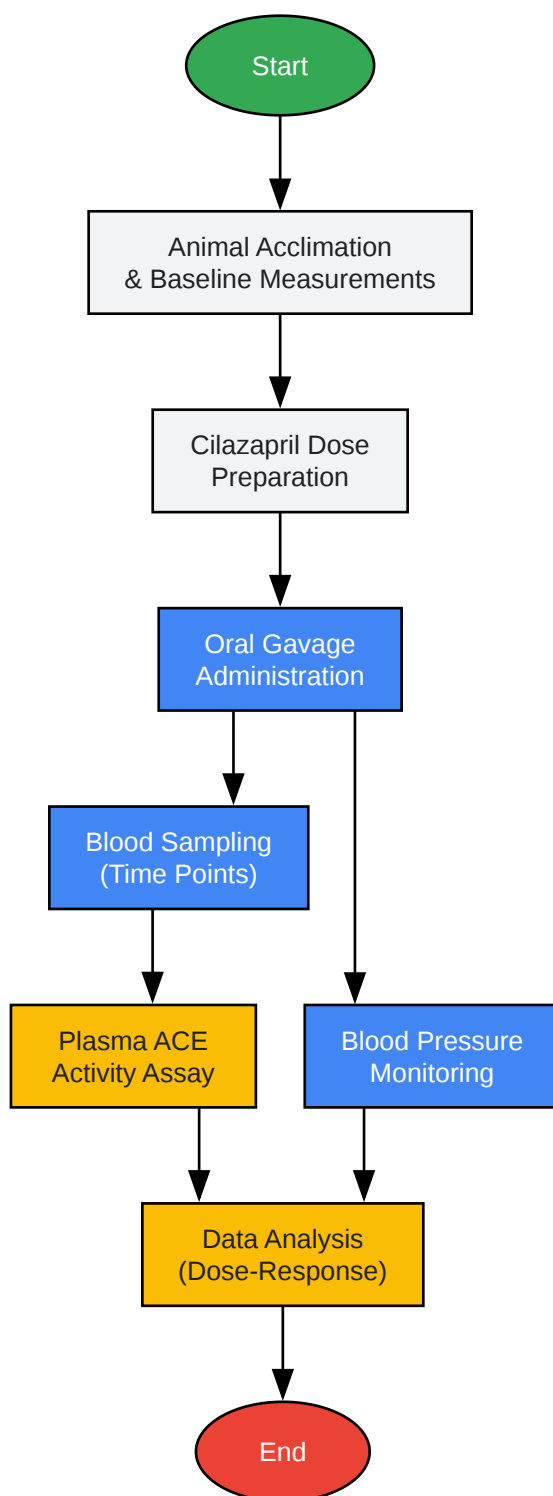 Start
Animal Acclimation
& Baseline Measurements
Cilazapril Dose
Preparation
Oral Gavage
Administration
Blood Sampling
(Time Points)
Plasma ACE
Activity Assay
Blood Pressure
Monitoring
Data Analysis
(Dose-Response)
End